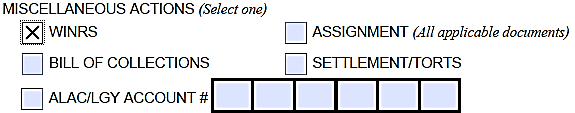 MISCELLANEOUS ACTIONS (Select one)
WINRS ASSIGNMENT (All applicable documents)
BILL OF COLLECTIONS SETTLEMENT/TORTS
ALAC/LGY ACCOUNT #